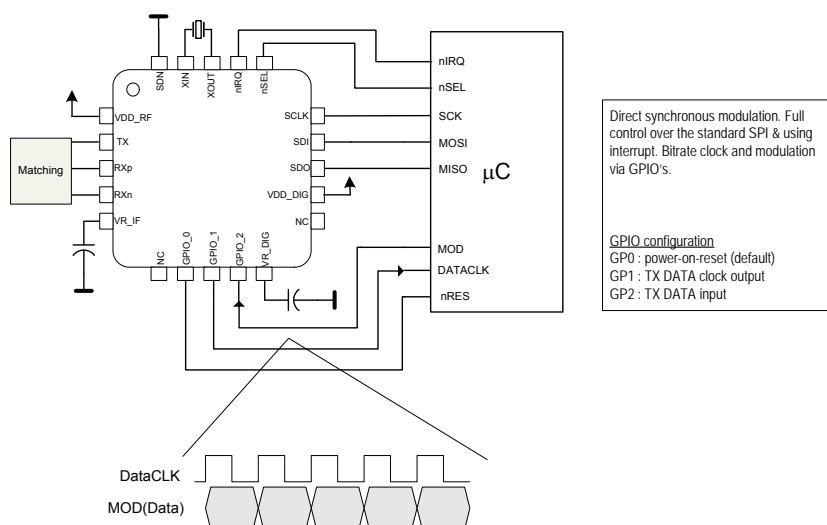 SDN
XIN
XOUT
nIRQ
nSEL
VDD_RF
TX
RXp
RXn
VR_IF
Matching
SCLK
SDI
SDO
VDD_DIG
NC
NC
GPIO_0
GPIO_1
GPIO_2
VR_DIG
nIRQ
nSEL
SCK
MOSI
MISO
μC
MOD
DATACLK
nRES
Direct synchronous modulation. Full
control over the standard SPI & using
interrupt. Bitrate clock and modulation
via GPIO's.
GPIO configuration
GP0 : power-on-reset (default)
GP1 : TX DATA clock output
GP2 : TX DATA input
DataCLK
MOD(Data)